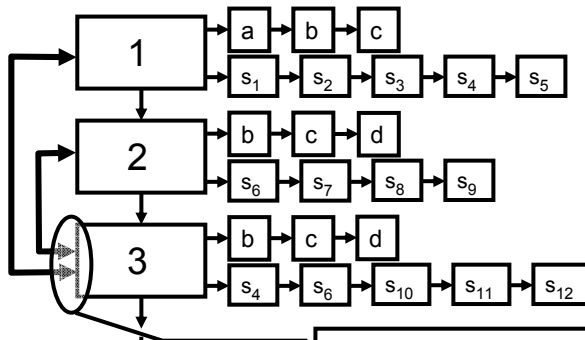 1 a b c
s₁ s₂ s₃ s₄ s₅
2 b c d
s₆ s₇ s₈ s₉
3 b c d
s₄ s₆ s₁₀ s₁₁ s₁₂